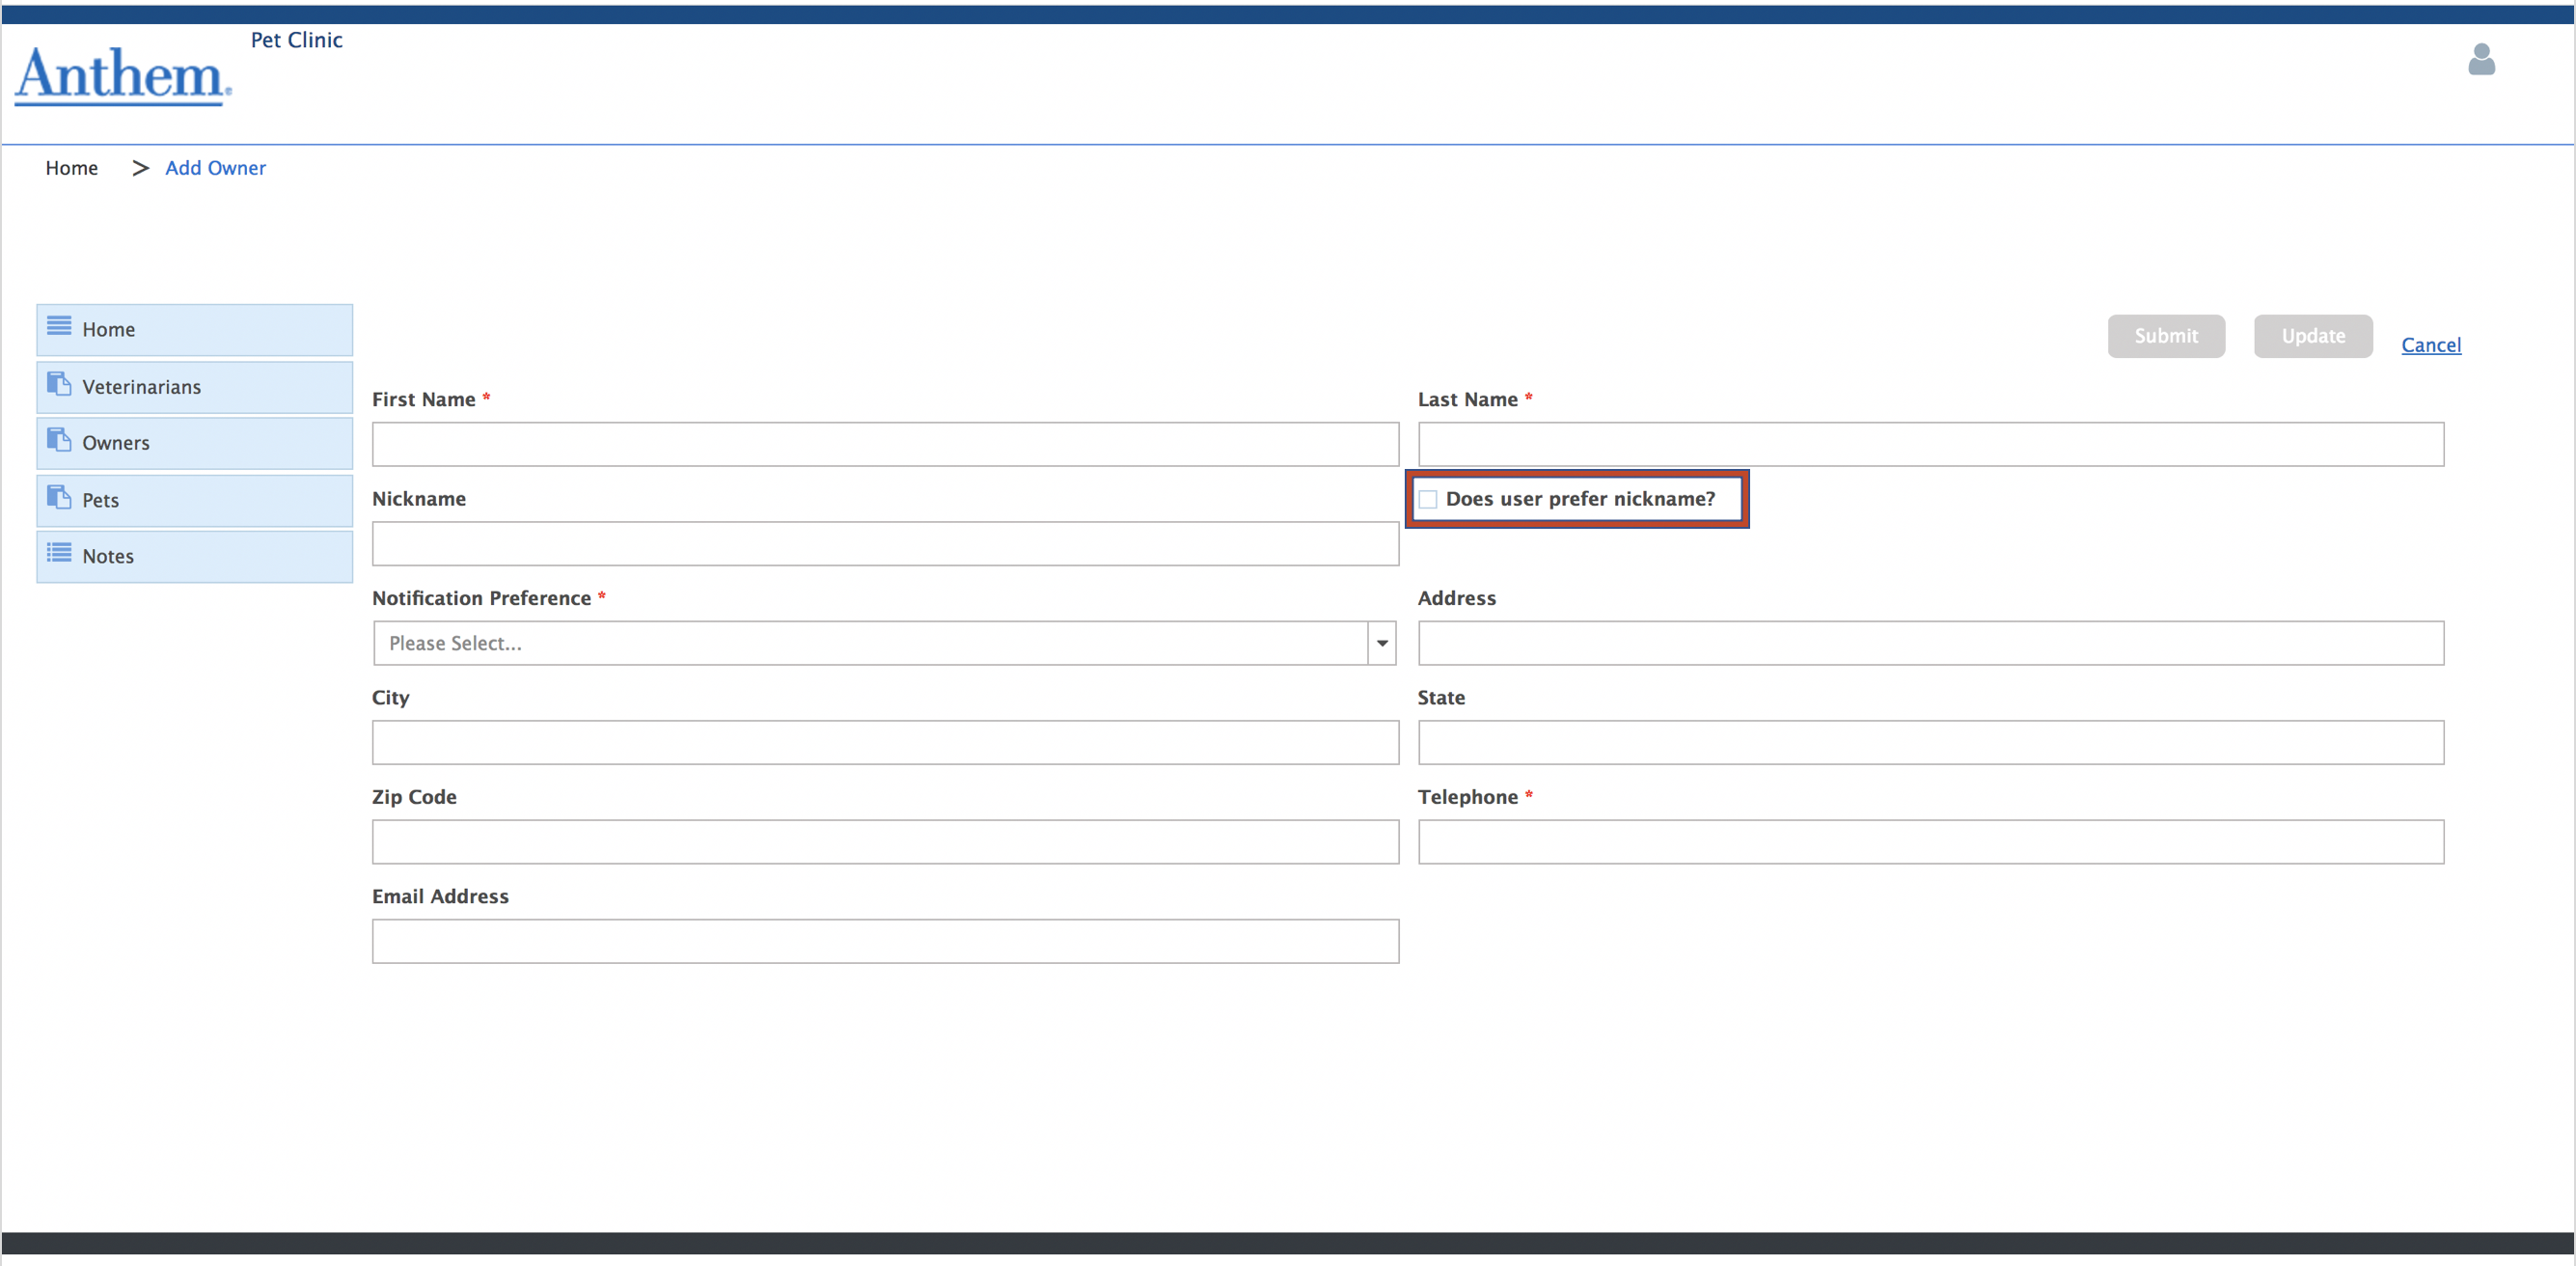 Pet Clinic
Anthem®
Home > Add Owner
Home
Veterinarians
Owners
Pets
Notes
Submit Update Cancel
First Name * Last Name *
Nickname Does user prefer nickname?
Notification Preference * Address
Please Select...
City State
Zip Code Telephone *
Email Address